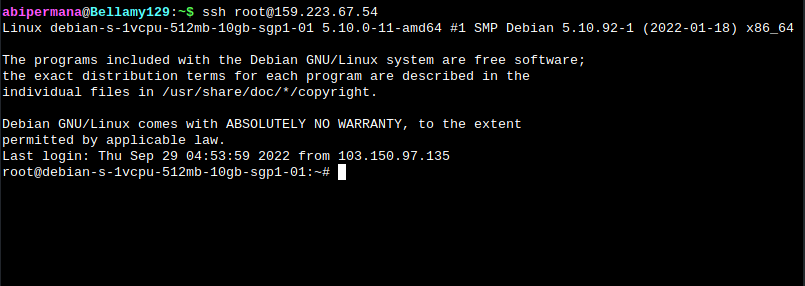 abipermana@Bellamy129:~$ ssh root@159.223.67.54
Linux debian-s-1vcpu-512mb-10gb-sgp1-01 5.10.0-11-amd64 #1 SMP Debian 5.10.92-1 (2022-01-18) x86_64
The programs included with the Debian GNU/Linux system are free software;
the exact distribution terms for each program are described in the
individual files in /usr/share/doc/*/copyright.
Debian GNU/Linux comes with ABSOLUTELY NO WARRANTY, to the extent
permitted by applicable law.
Last login: Thu Sep 29 04:53:59 2022 from 103.150.97.135
root@debian-s-1vcpu-512mb-10gb-sgp1-01:~#